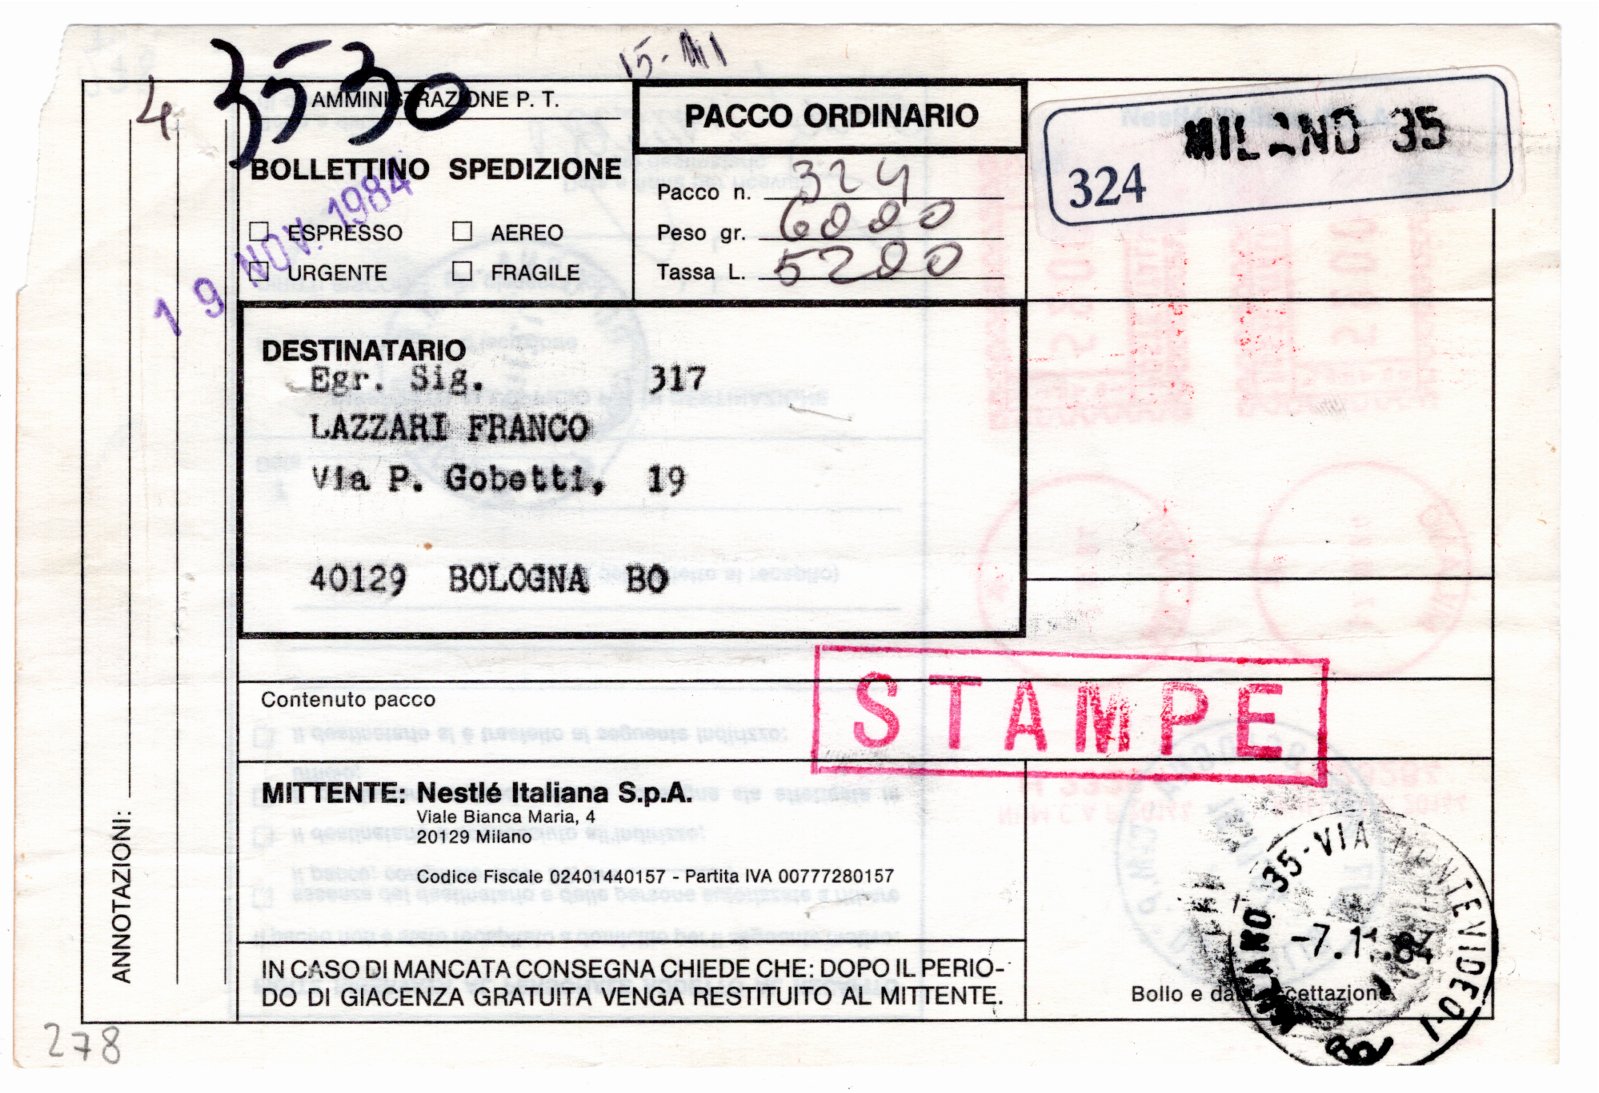 3530
15-III
4
AMMINISTRAZIONE P. T.
BOLLETTINO SPEDIZIONE
ESPRESSO
AEREO
URGENTE
FRAGILE
19 NOV. 1984
PACCO ORDINARIO
Pacco n. 324
Peso gr. 6000
Tassa L. 5200
MILANO 35
324
DESTINATARIO
Egr. Sig. 317
LAZZARI FRANCO
Via P. Gobetti, 19
40129 BOLOGNA BO
STAMPE
Contenuto pacco
MITTENTE: Nestlé Italiana S.p.A.
Viale Bianca Maria, 4
20129 Milano
Codice Fiscale 02401440157 - Partita IVA 00777280157
IN CASO DI MANCATA CONSEGNA CHIEDE CHE: DOPO IL PERIO-
DO DI GIACENZA GRATUITA VENGA RESTITUITO AL MITTENTE.
MILANO 35-VIA MONTEVIDEO-1
-7.11.84
Bollo e data accettazione
ANNOTAZIONI:
278